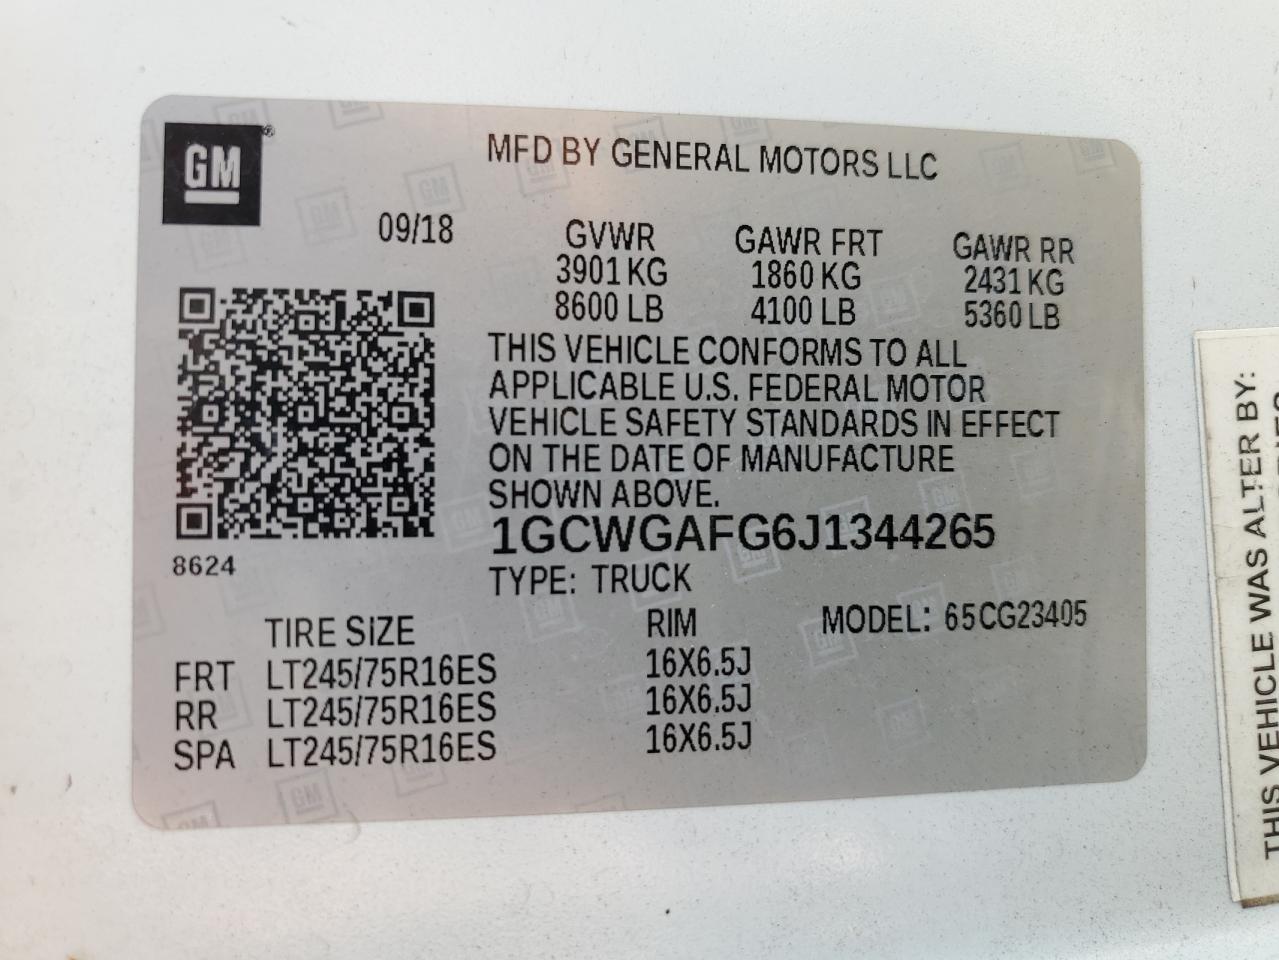 GM®
MFD BY GENERAL MOTORS LLC
09/18
GVWR GAWR FRT GAWR RR
3901 KG 1860 KG 2431 KG
8600 LB 4100 LB 5360 LB
THIS VEHICLE CONFORMS TO ALL
APPLICABLE U.S. FEDERAL MOTOR
VEHICLE SAFETY STANDARDS IN EFFECT
ON THE DATE OF MANUFACTURE
SHOWN ABOVE.
1GCWGAFG6J1344265
8624
TYPE: TRUCK
TIRE SIZE RIM MODEL: 65CG23405
FRT LT245/75R16ES 16X6.5J
RR LT245/75R16ES 16X6.5J
SPA LT245/75R16ES 16X6.5J
THIS VEHICLE WAS ALTER BY: